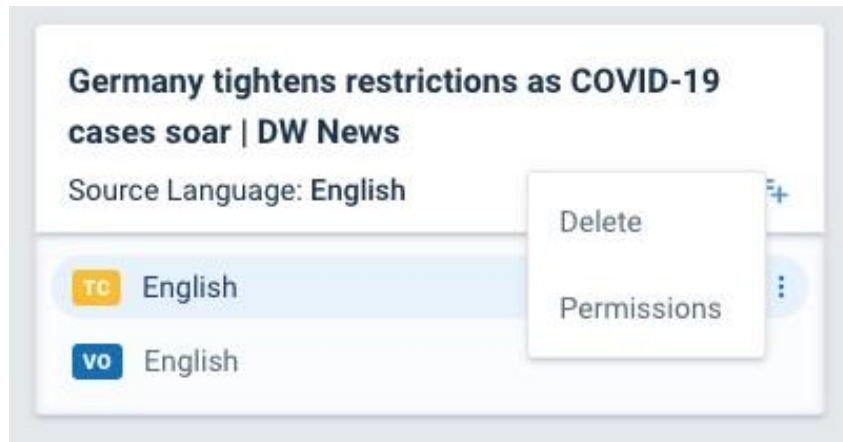 Germany tightens restrictions as COVID-19
cases soar | DW News
Source Language: English
Delete
TC English
Permissions
VO English